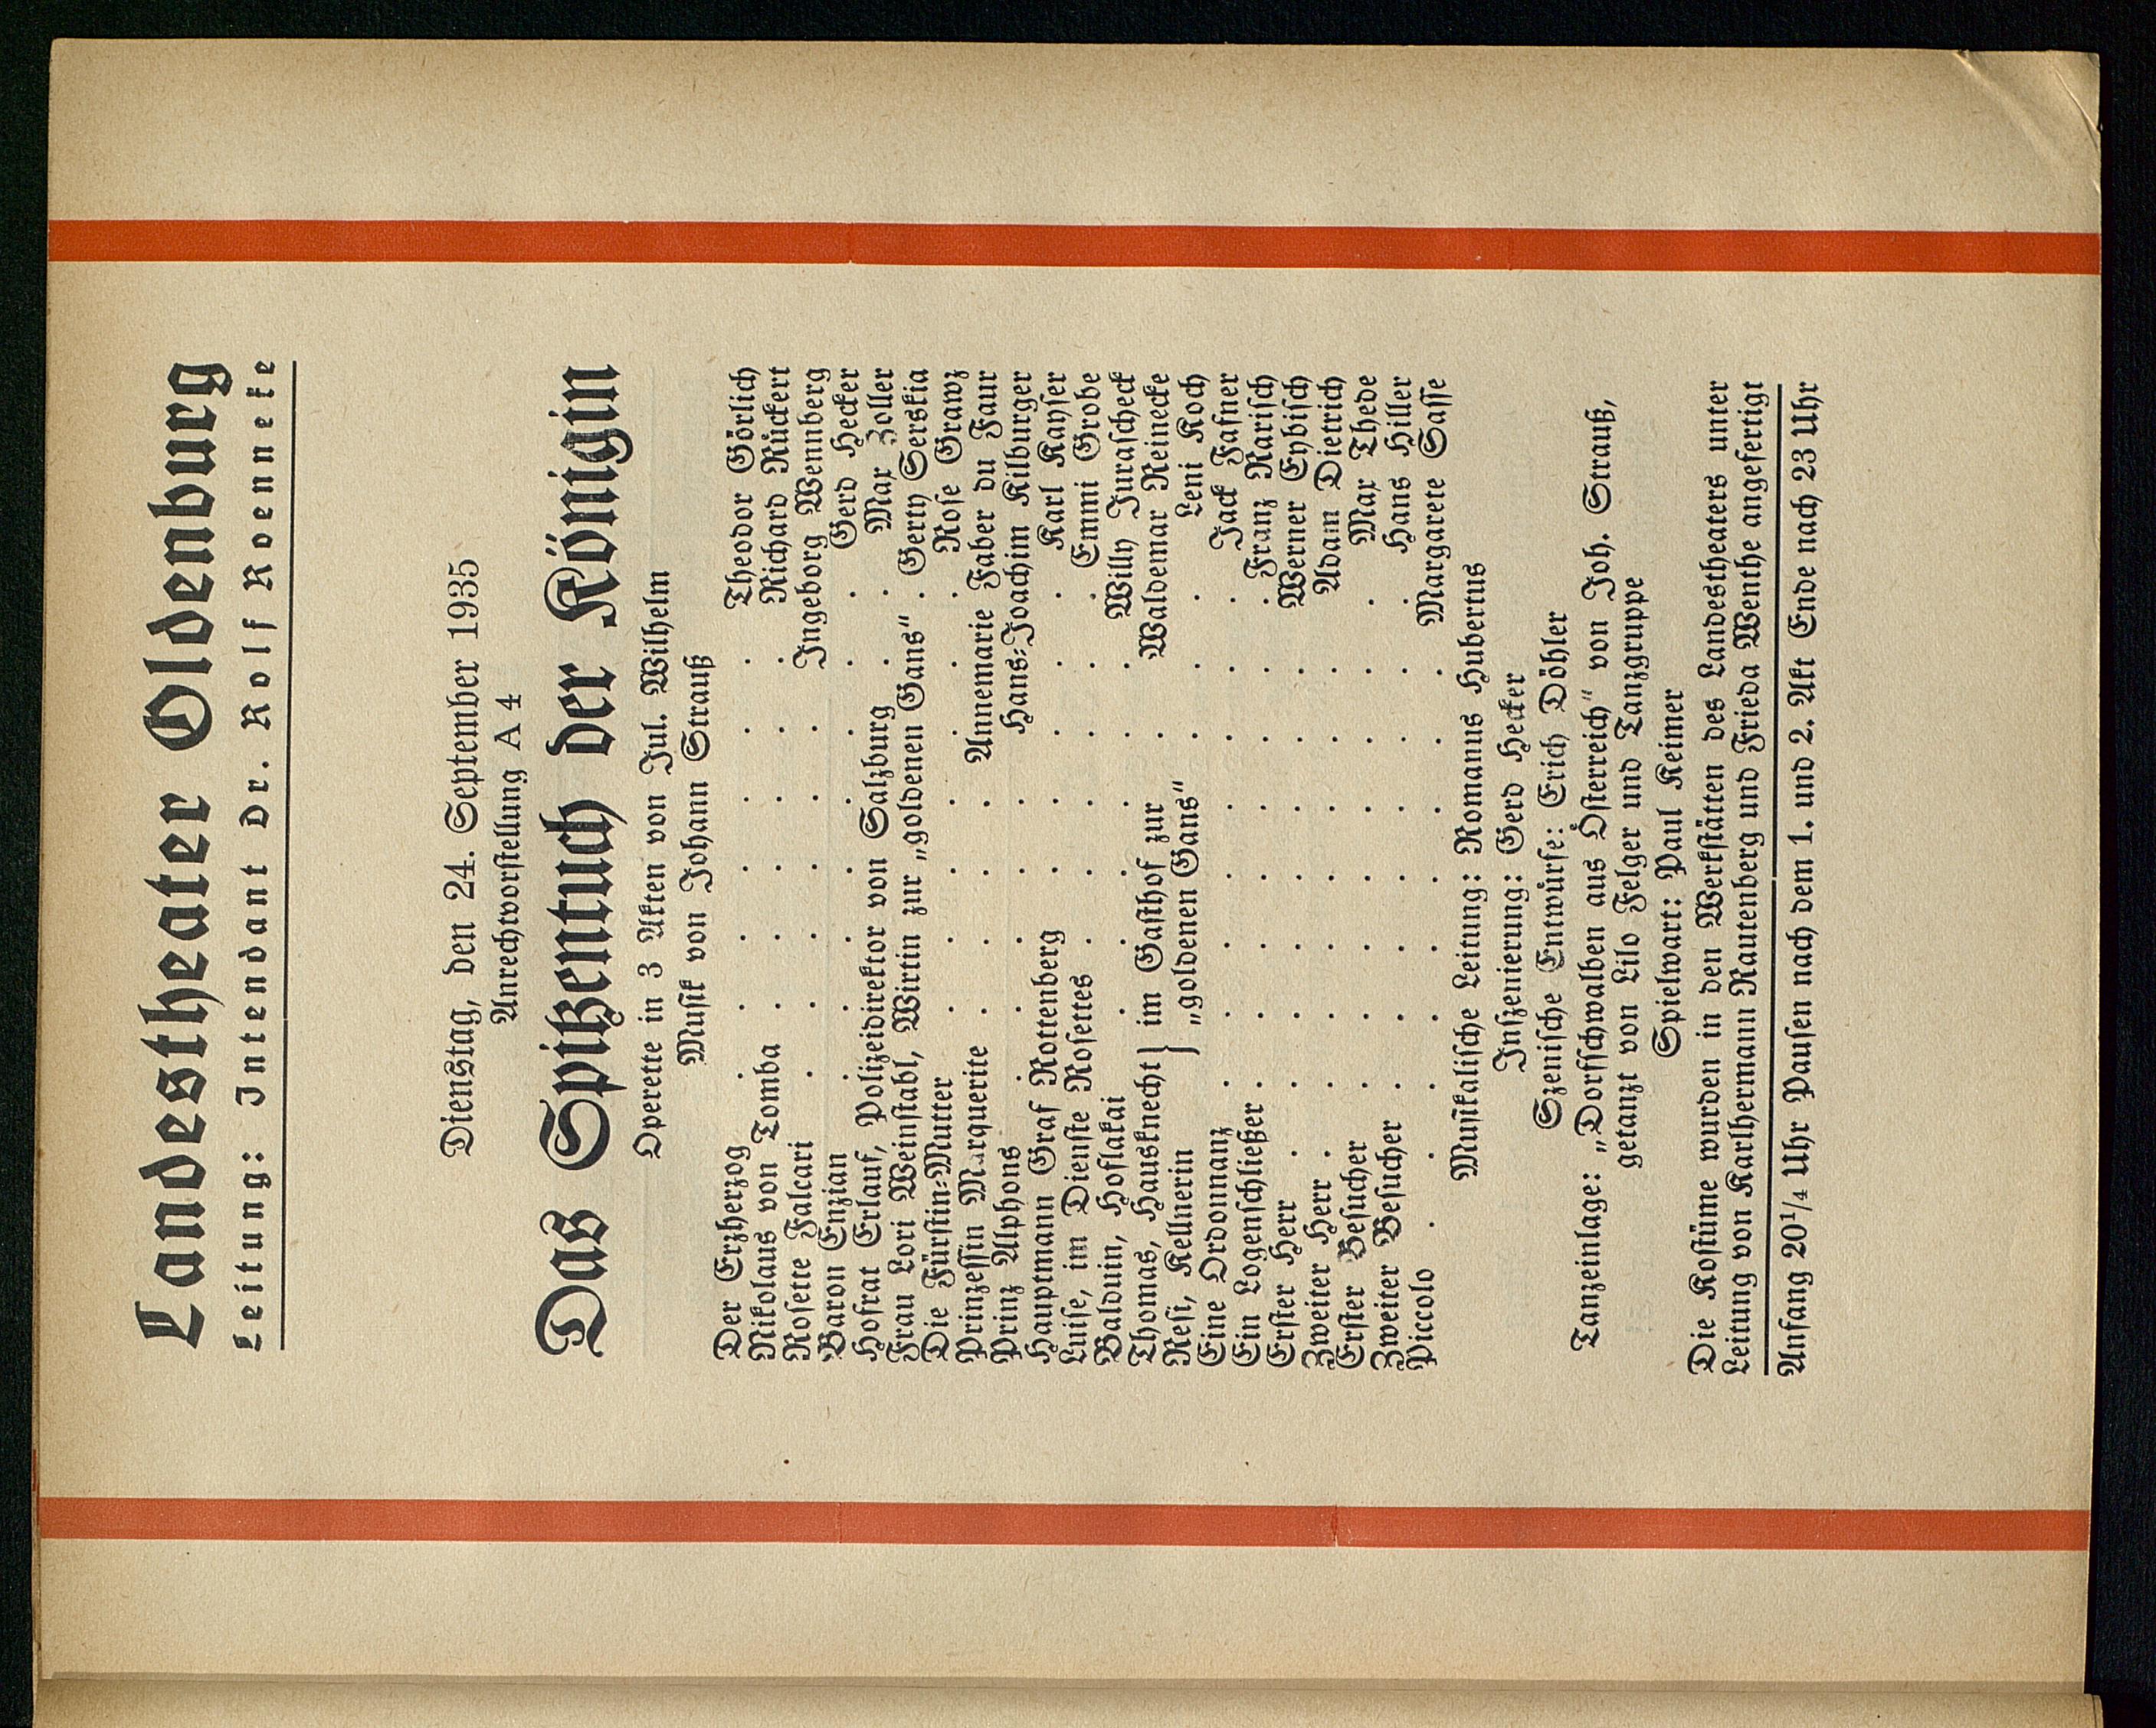 Landestheater Oldenburg
Leitung: Intendant Dr. Rolf Roenneke
Dienstag, den 24. September 1935
Anrechtvorstellung A 4
Das Spitzentuch der Königin
Operette in 3 Akten von Jul. Wilhelm
Musik von Johann Strauß
Der Erzherzog . . . . . . . Theodor Görlich
Nikolaus von Tomba . . . . . . Richard Rückert
Rosette Falcari . . . . . . Ingeborg Wennberg
Baron Enzian . . . . . . . . Gerd Hecker
Hofrat Erlauf, Polizeidirektor von Salzburg . . Max Zoller
Frau Lori Weinstabl, Wirtin zur „goldenen Gans“ . Gerty Serskia
Die Fürstin-Mutter . . . . . . . Rose Grawz
Prinzessin Marquerite . . . . Annemarie Faber du Faur
Prinz Alphons . . . . . Hans-Joachim Kilburger
Hauptmann Graf Rottenberg . . . . . Karl Kayser
Luise, im Dienste Rosettes . . . . . . Emmi Grobe
Balduin, Hoflakai . . . . . . Willy Jurascheck
Thomas, Hausknecht } im Gasthof zur . . Waldemar Reinecke
Resi, Kellnerin } „goldenen Gans“ . . . Leni Koch
Eine Ordonnanz . . . . . . . . Jack Fafner
Ein Logenschließer . . . . . . . . Franz Rarisch
Erster Herr . . . . . . . . Werner Eybisch
Zweiter Herr . . . . . . . . Adam Dietrich
Erster Besucher . . . . . . . . Max Thede
Zweiter Besucher . . . . . . . . Hans Hiller
Piccolo . . . . . . . . . Margarete Sasse
Musikalische Leitung: Romanus Hubertus
Inszenierung: Gerd Hecker
Szenische Entwürfe: Erich Döhler
Tanzeinlage: „Dorfschwalben aus Österreich“ von Joh. Strauß,
getanzt von Lilo Felger und Tanzgruppe
Spielwart: Paul Keimer
Die Kostüme wurden in den Werkstätten des Landestheaters unter
Leitung von Karlhermann Rautenberg und Frieda Wenthe angefertigt
Anfang 20¹/₄ Uhr Pausen nach dem 1. und 2. Akt Ende nach 23 Uhr